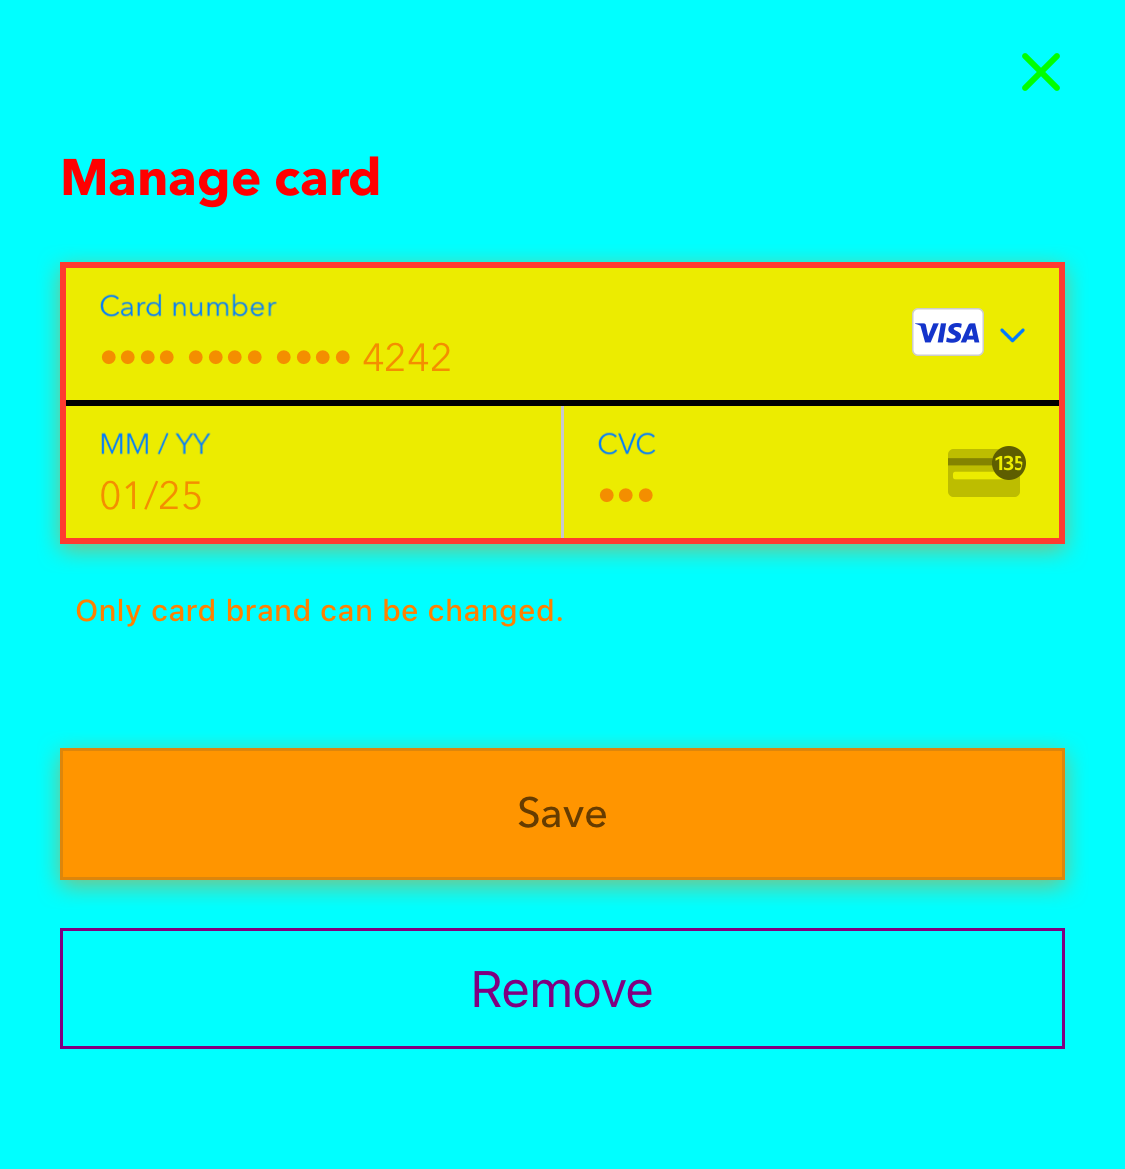 Manage card
Card number
•••• •••• •••• 4242
VISA
MM / YY
01/25
CVC
•••
135
Only card brand can be changed.
Save
Remove